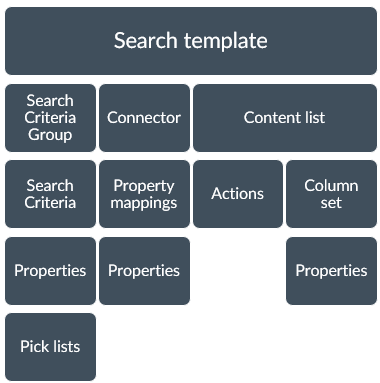 Search template
Search
Criteria
Group
Connector
Content list
Search
Criteria
Property
mappings
Actions
Column
set
Properties
Properties
Properties
Pick lists